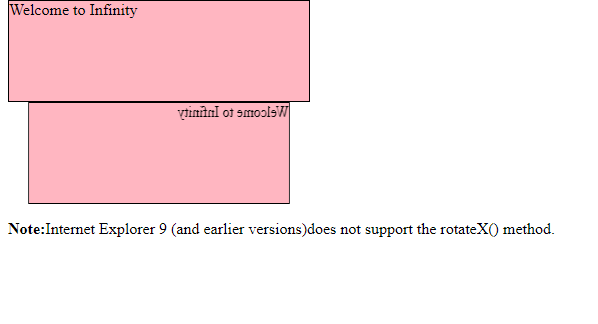 Welcome to Infinity
Welcome to Infinity
Note:Internet Explorer 9 (and earlier versions)does not support the rotateX() method.